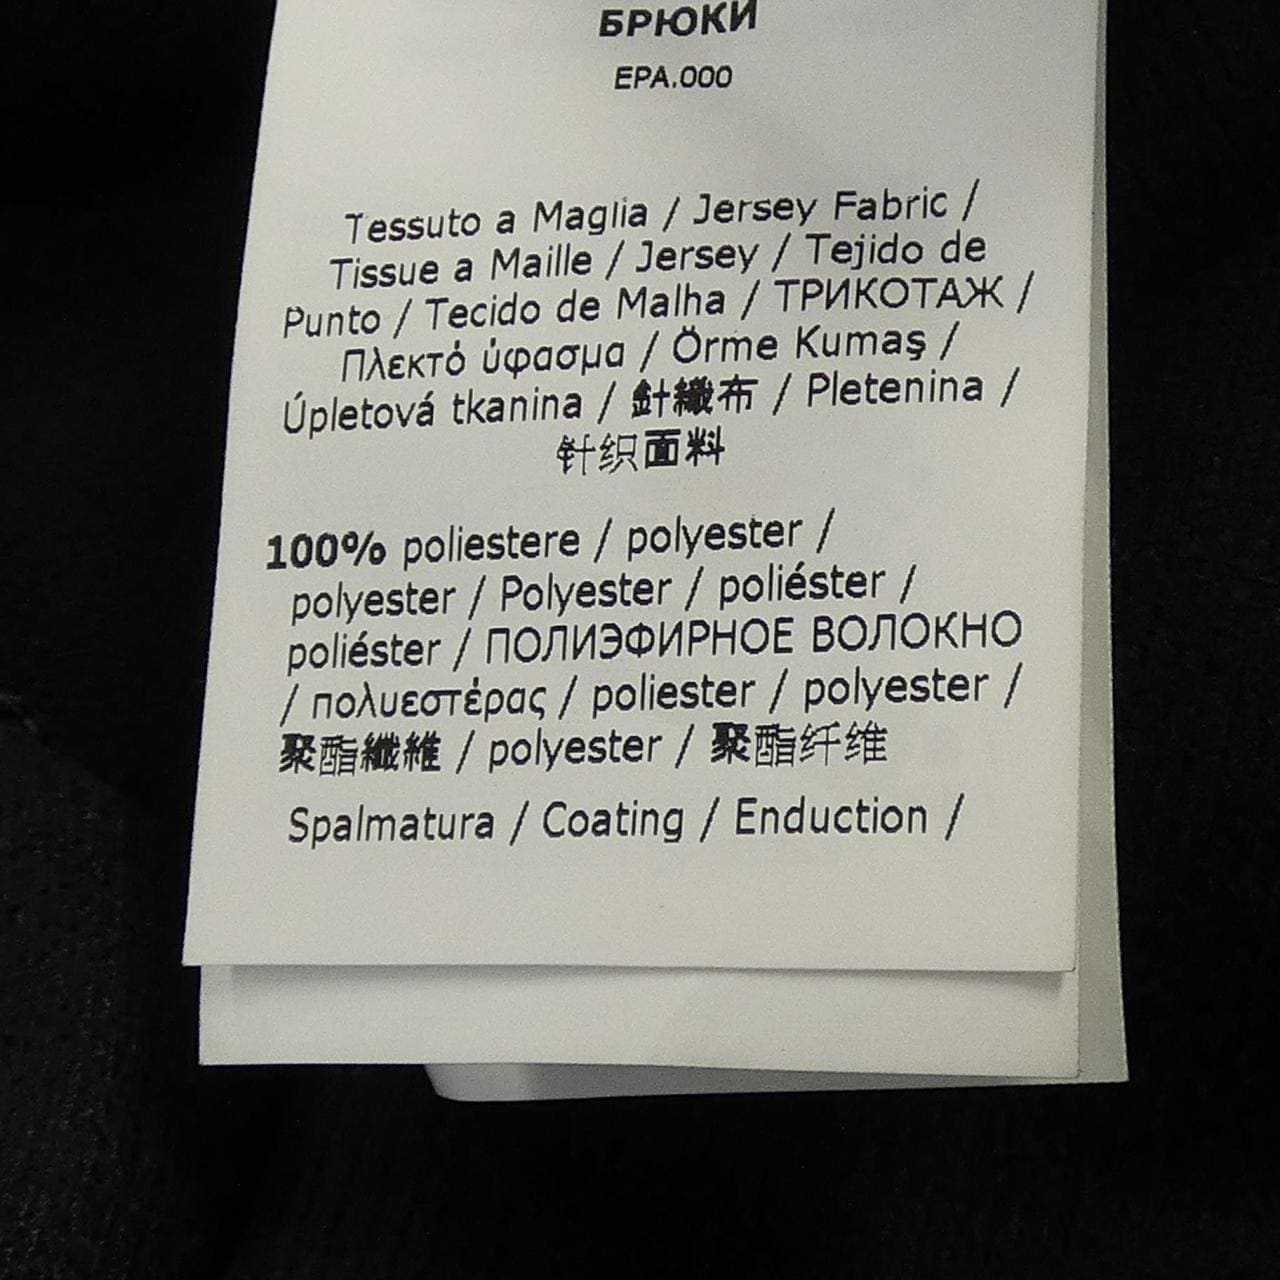 БРЮКИ
EPA.000
Tessuto a Maglia / Jersey Fabric /
Tissue a Maille / Jersey / Tejido de
Punto / Tecido de Malha / ТРИКОТАЖ /
Πλεκτό ύφασμα / Örme Kumaş /
Úpletová tkanina / 針織布 / Pletenina /
针织面料
100% poliestere / polyester /
polyester / Polyester / poliéster /
poliéster / ПОЛИЭФИРНОЕ ВОЛОКНО
/ πολυεστέρας / poliester / polyester /
聚酯纖維 / polyester / 聚酯纤维
Spalmatura / Coating / Enduction /